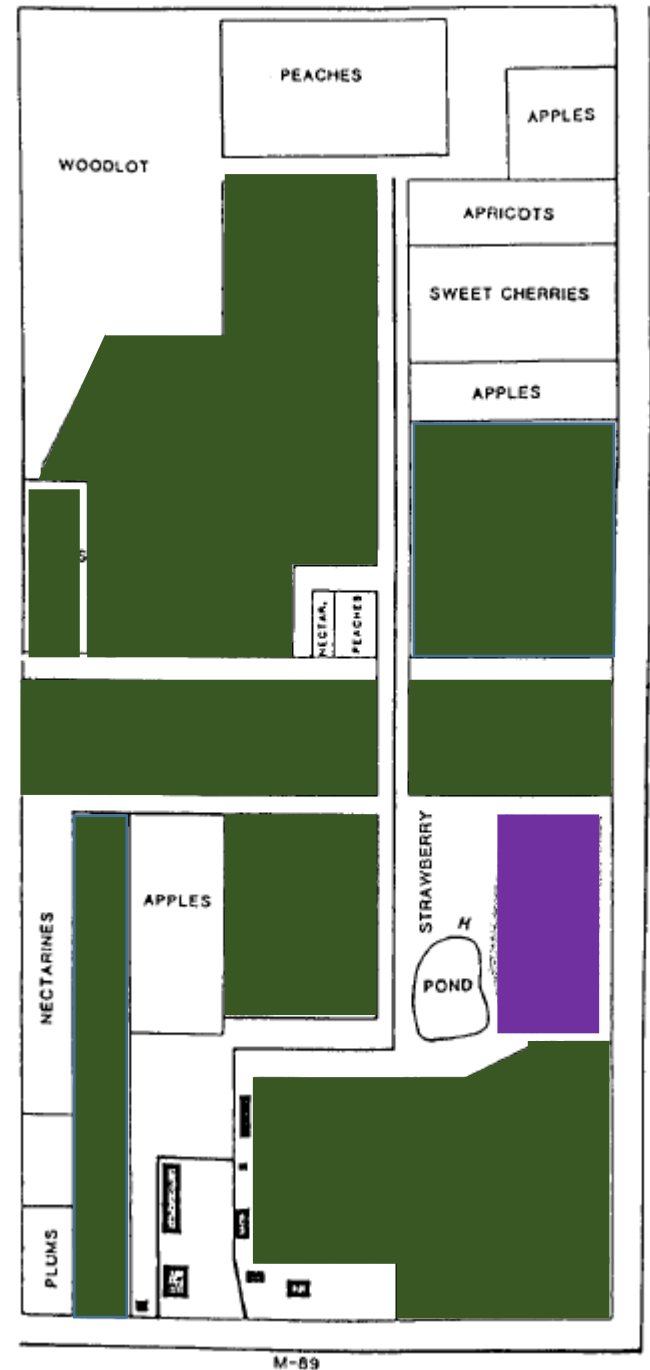 PEACHES
APPLES
WOODLOT
APRICOTS
SWEET CHERRIES
APPLES
S
NECTAR.
PEACHES
STRAWBERRY
APPLES
H
NECTARINES
POND
PLUMS
M-89